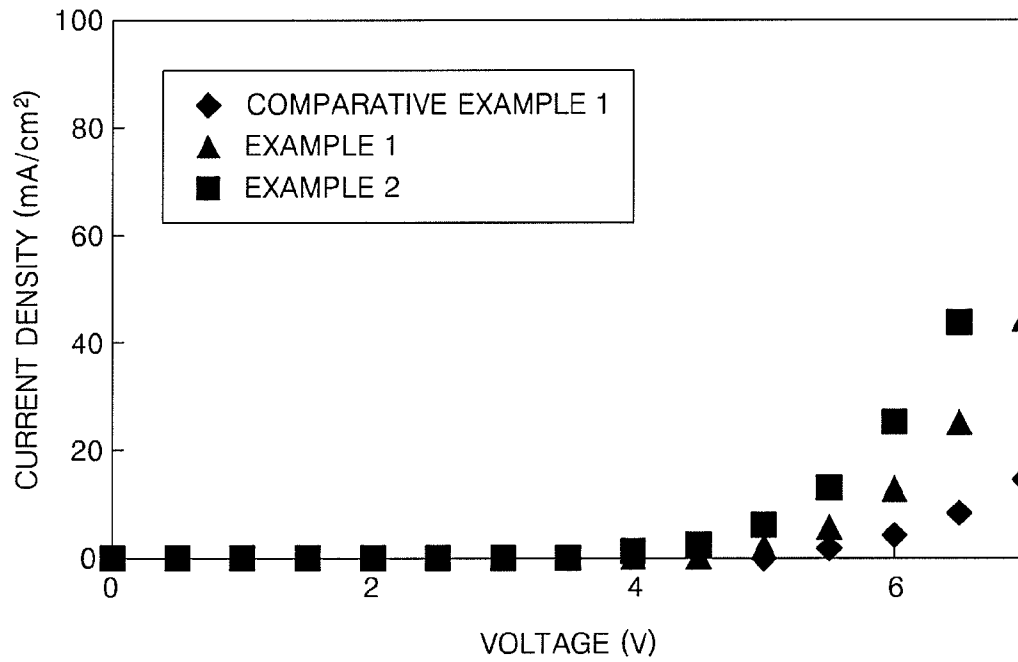 100
80
60
40
20
0
CURRENT DENSITY (mA/cm²)
COMPARATIVE EXAMPLE 1
EXAMPLE 1
EXAMPLE 2
0 2 4 6
VOLTAGE (V)